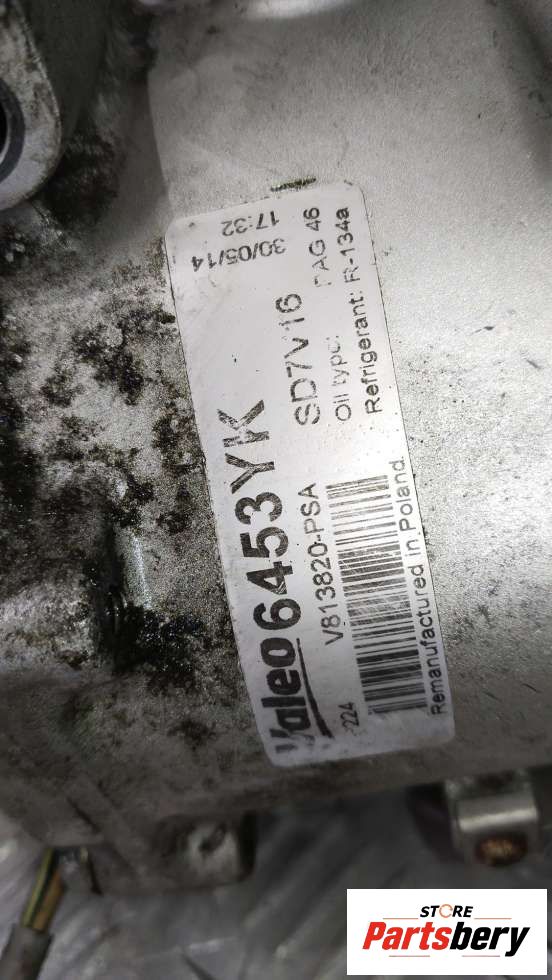 Valeo 6453YK
V813820-PSA SD7V16
Oil type: PAG 46
Refrigerant: R-134a
30/05/14
17:32
224
Remanufactured in Poland.
STORE
Partsbery